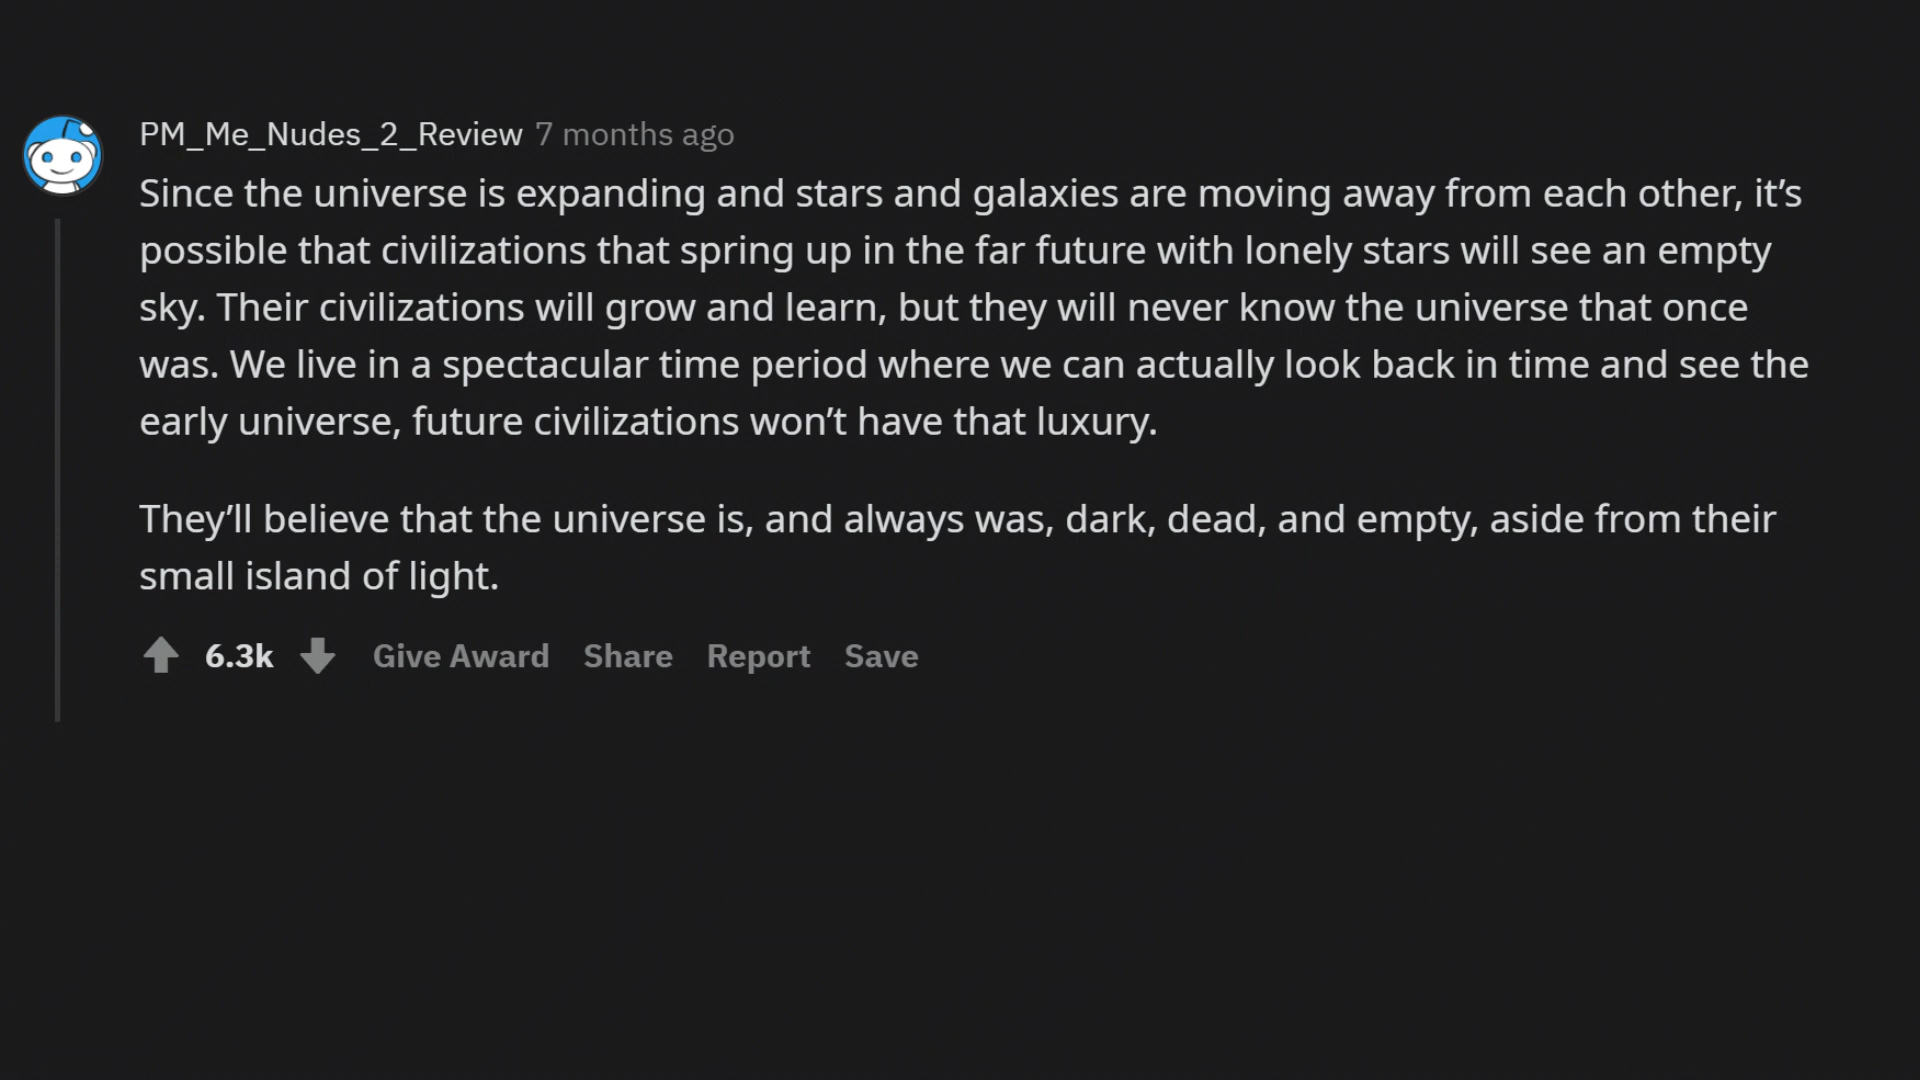 PM_Me_Nudes_2_Review 7 months ago
Since the universe is expanding and stars and galaxies are moving away from each other, it’s
possible that civilizations that spring up in the far future with lonely stars will see an empty
sky. Their civilizations will grow and learn, but they will never know the universe that once
was. We live in a spectacular time period where we can actually look back in time and see the
early universe, future civilizations won’t have that luxury.
They’ll believe that the universe is, and always was, dark, dead, and empty, aside from their
small island of light.
6.3k Give Award Share Report Save